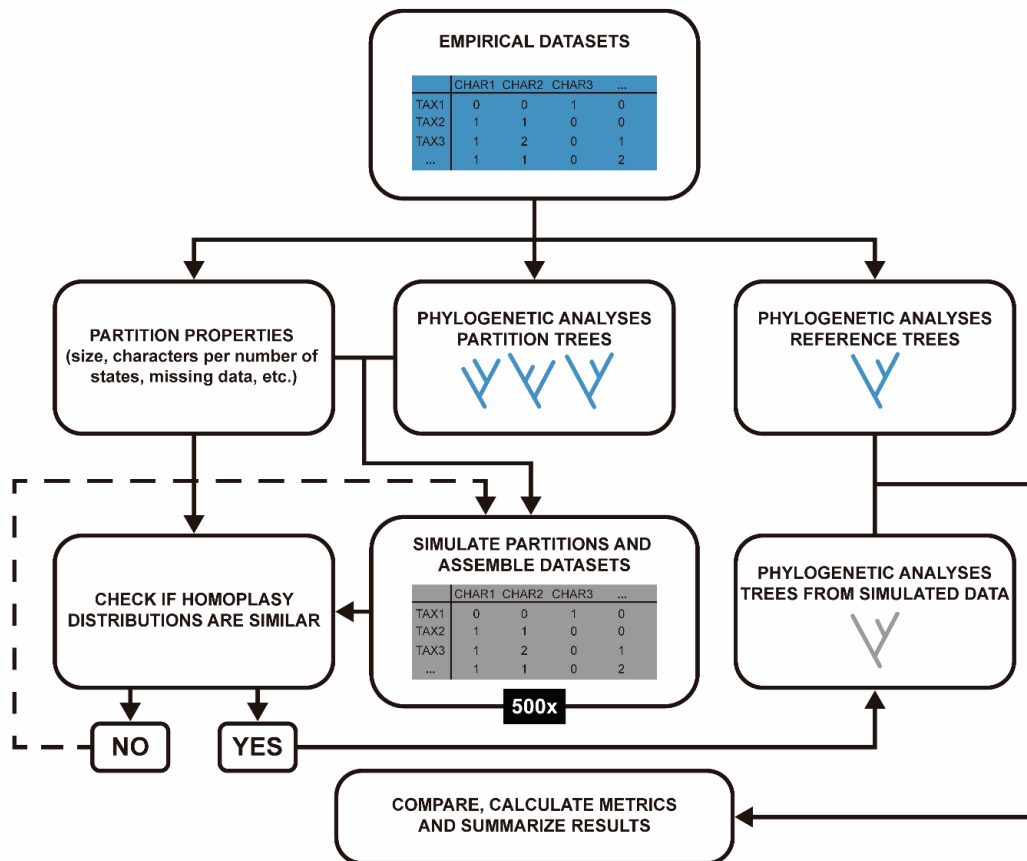 EMPIRICAL DATASETS
CHAR1 CHAR2 CHAR3 ...
TAX1 0 0 1 0
TAX2 1 1 0 0
TAX3 1 2 0 1
... 1 1 0 2
PARTITION PROPERTIES
(size, characters per number of
states, missing data, etc.)
PHYLOGENETIC ANALYSES
PARTITION TREES
PHYLOGENETIC ANALYSES
REFERENCE TREES
CHECK IF HOMOPLASY
DISTRIBUTIONS ARE SIMILAR
SIMULATE PARTITIONS AND
ASSEMBLE DATASETS
CHAR1 CHAR2 CHAR3 ...
TAX1 0 0 1 0
TAX2 1 1 0 0
TAX3 1 2 0 1
... 1 1 0 2
500x
PHYLOGENETIC ANALYSES
TREES FROM SIMULATED DATA
NO
YES
COMPARE, CALCULATE METRICS
AND SUMMARIZE RESULTS